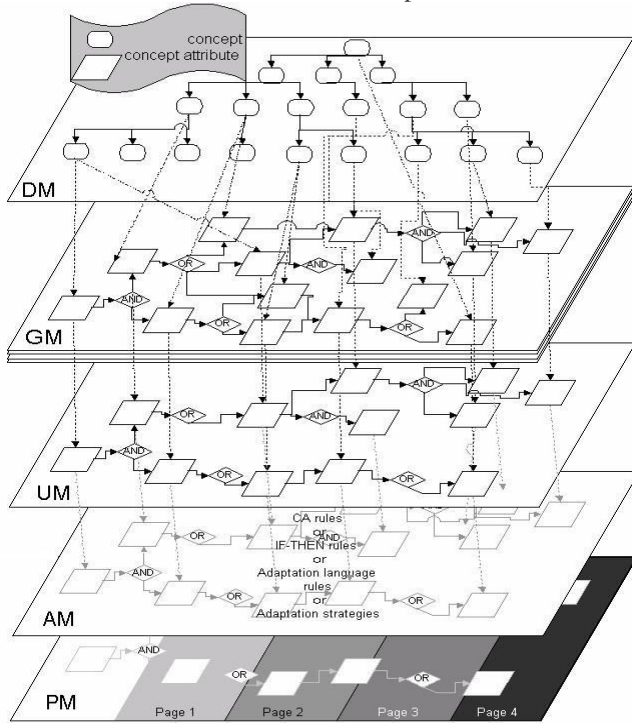 concept
concept attribute
DM
AND
OR AND
AND
OR OR
GM
AND
OR AND
AND
OR OR
UM
AND
CA rules
OR or AND
IF-THEN rules
or
AND Adaptation language
rules
OR or OR
Adaptation strategies
AM
AND
OR OR
PM
Page 1 Page 2 Page 3 Page 4